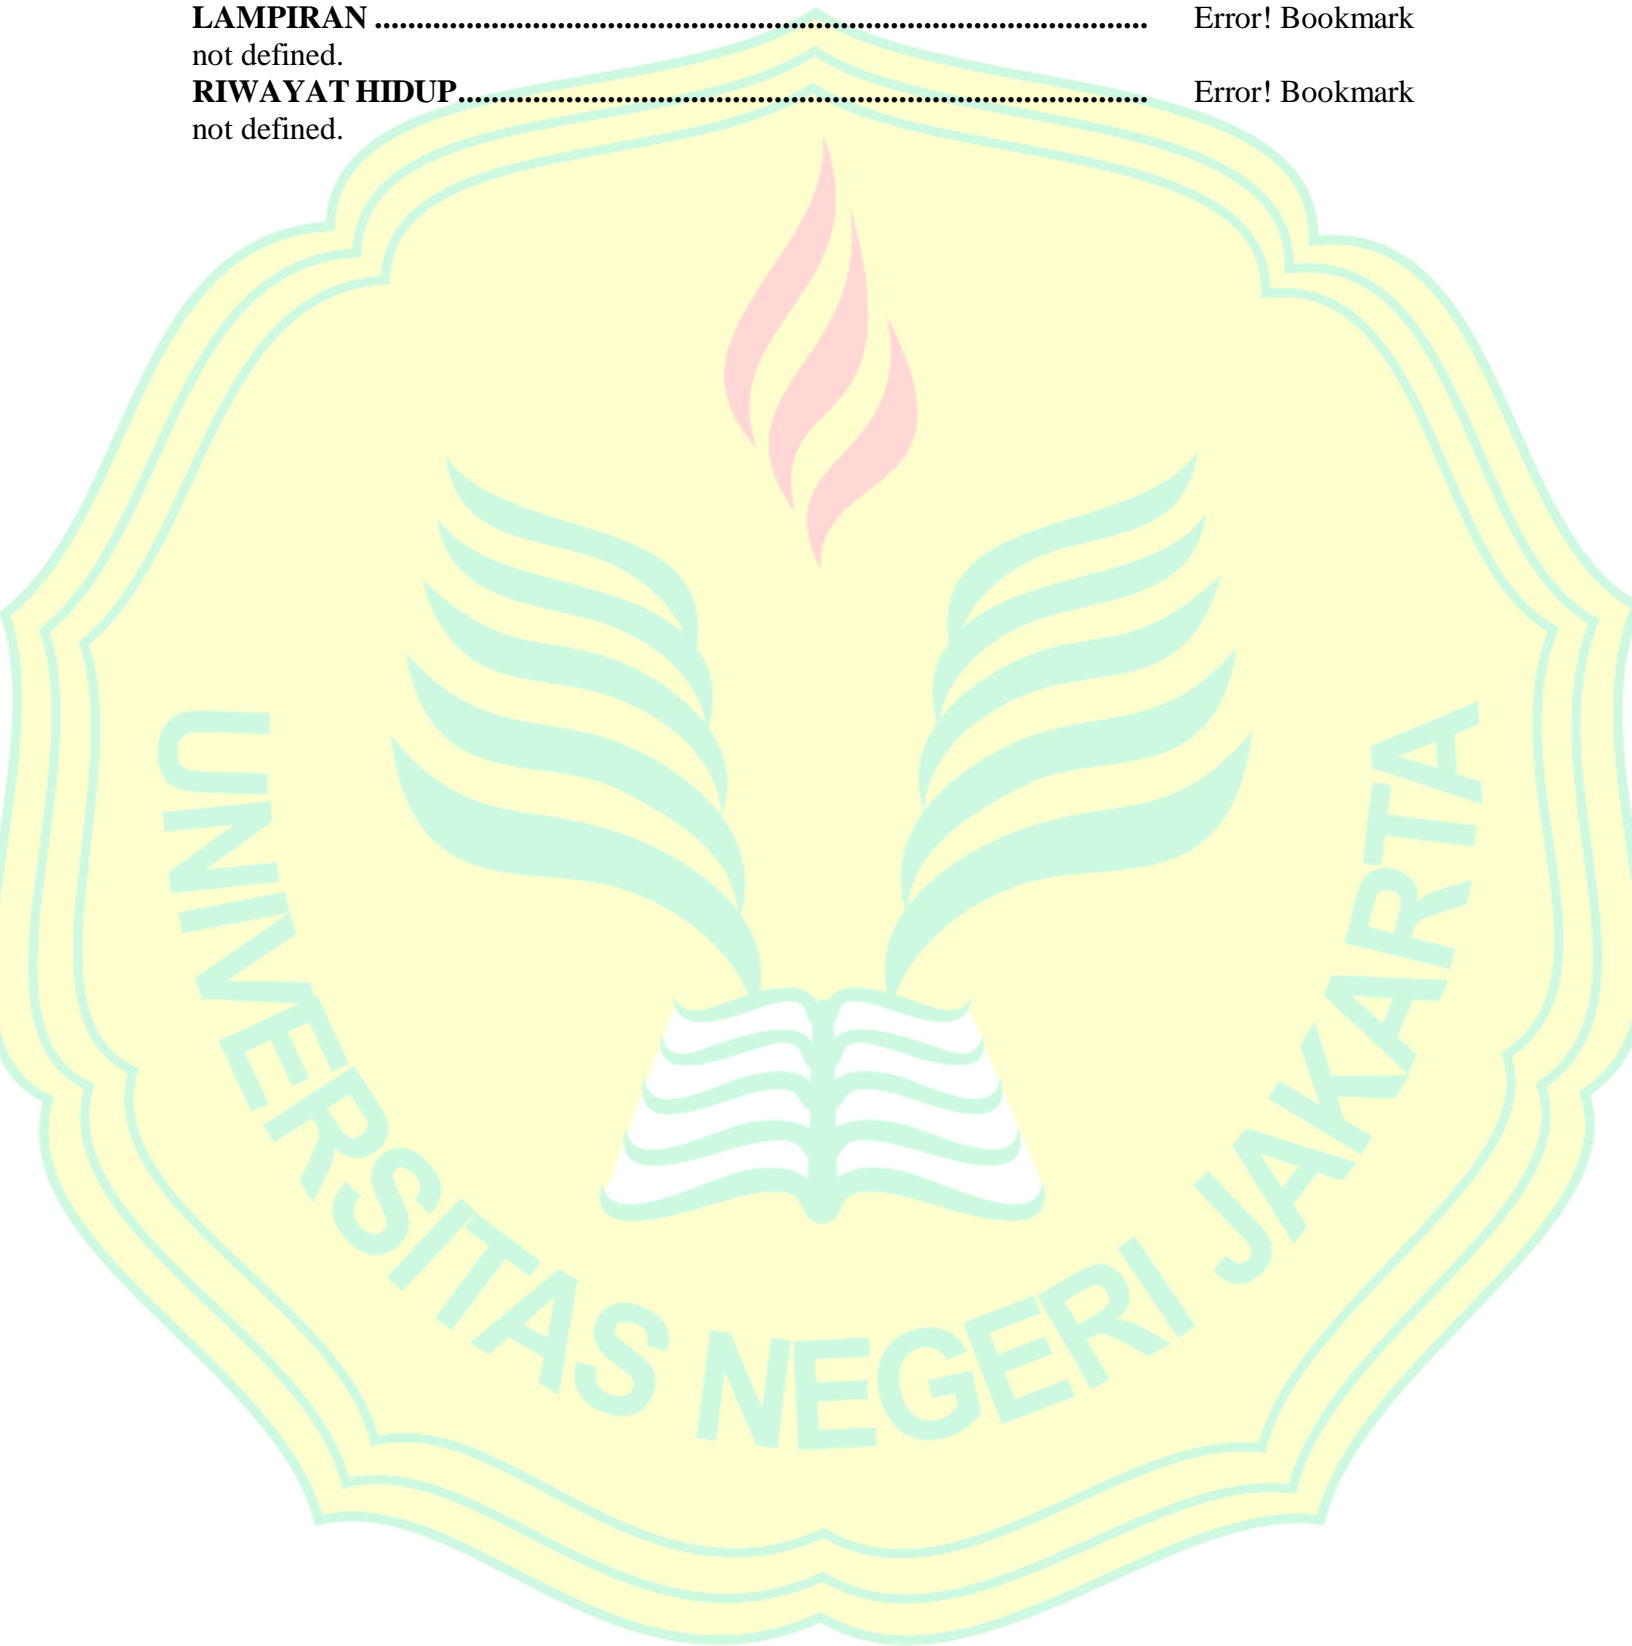 LAMPIRAN ............................................................................................... Error! Bookmark
not defined.
RIWAYAT HIDUP..................................................................................... Error! Bookmark
not defined.
UNIVERSITAS NEGERI JAKARTA